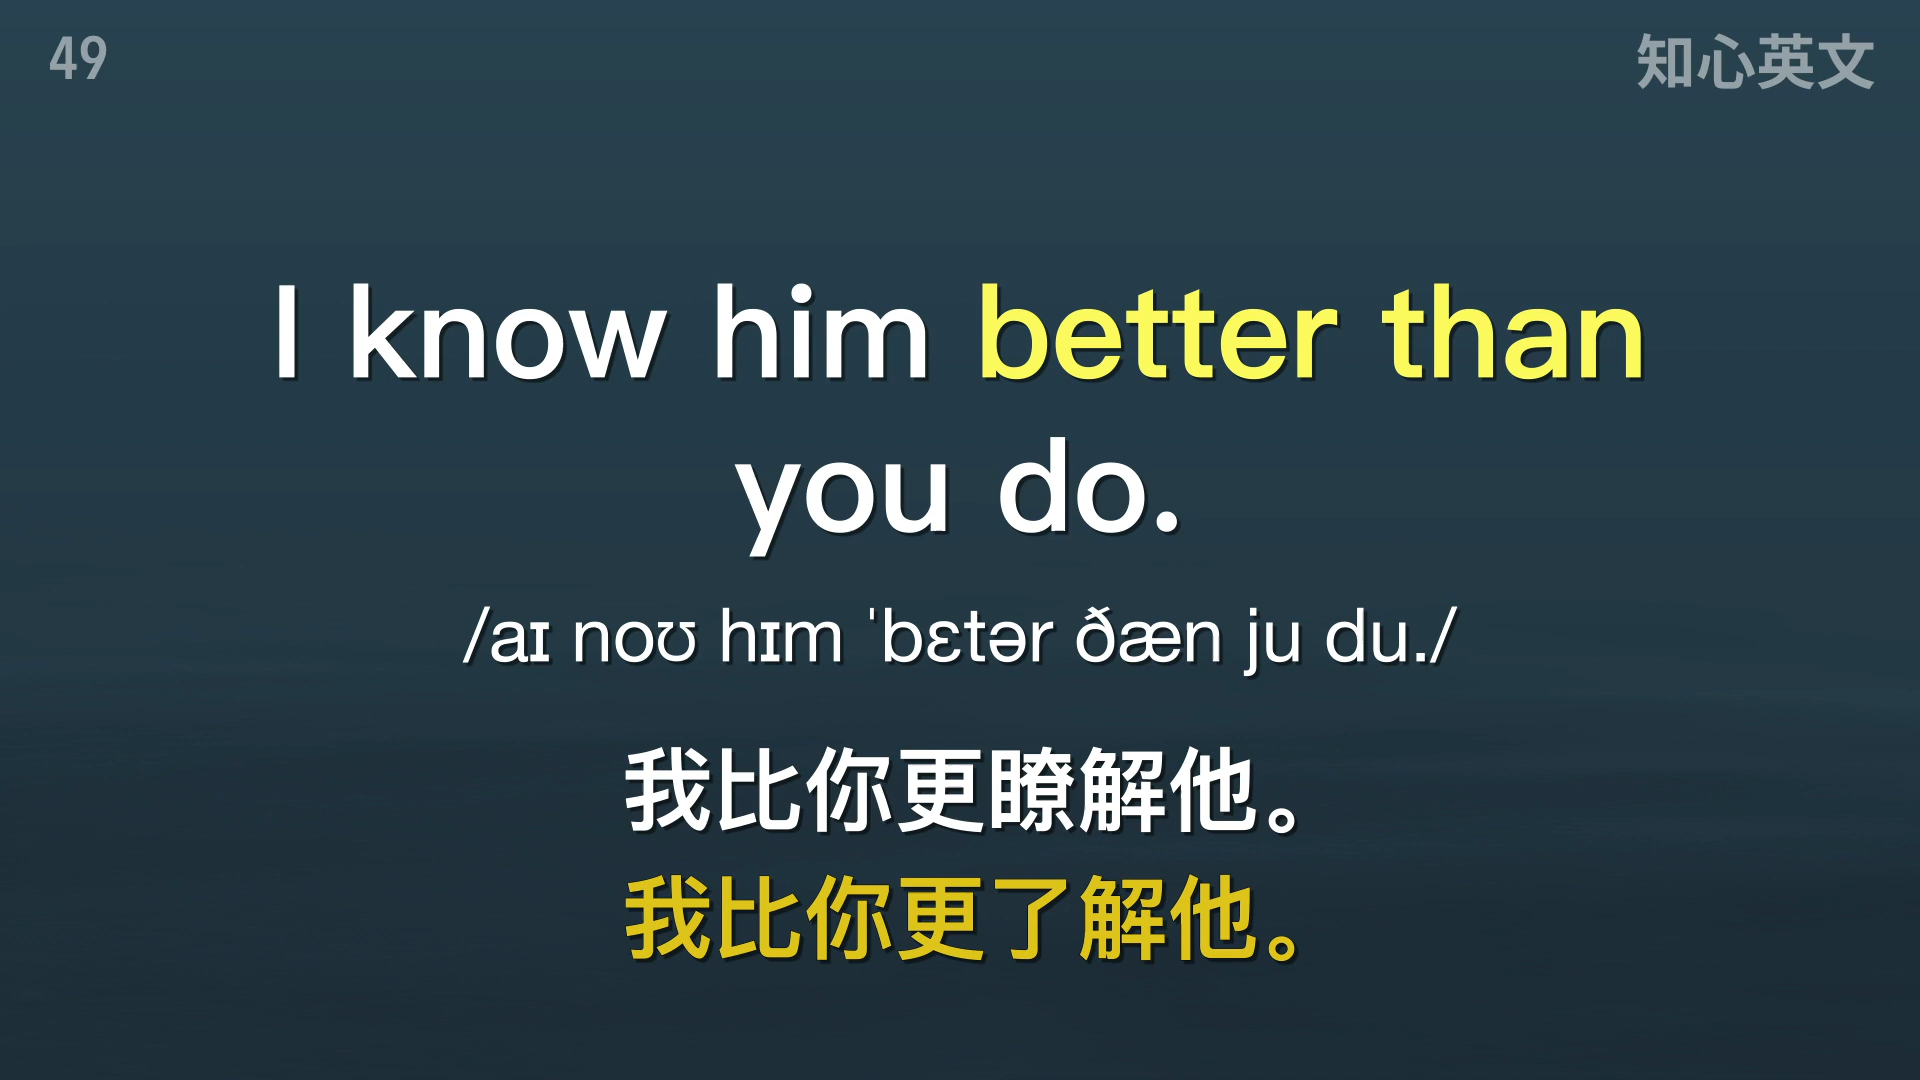 49
知心英文
I know him better than
you do.
/aɪ noʊ hɪm ˈbɛtər ðæn ju du./
我比你更瞭解他。
我比你更了解他。